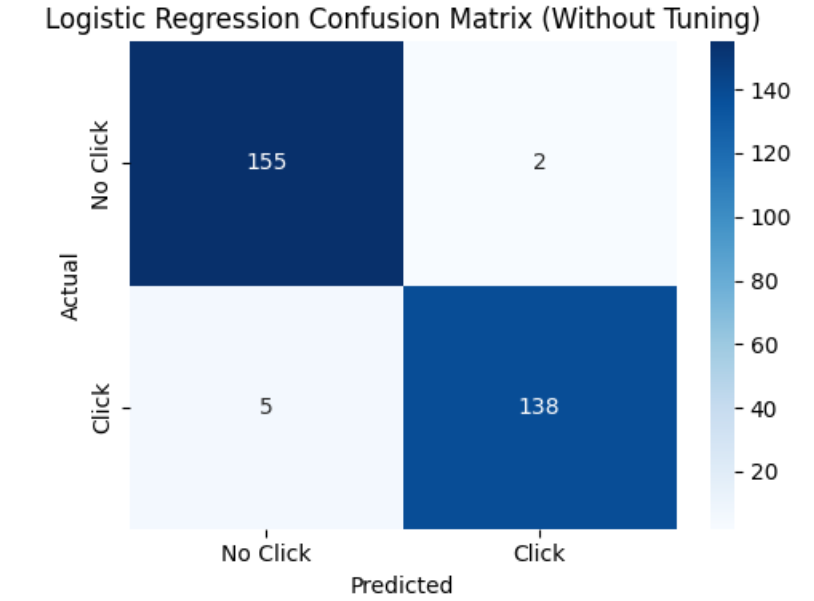 Logistic Regression Confusion Matrix (Without Tuning)
No Click
155
2
Click
5
138
Actual
No Click
Click
Predicted
140
120
100
80
60
40
20